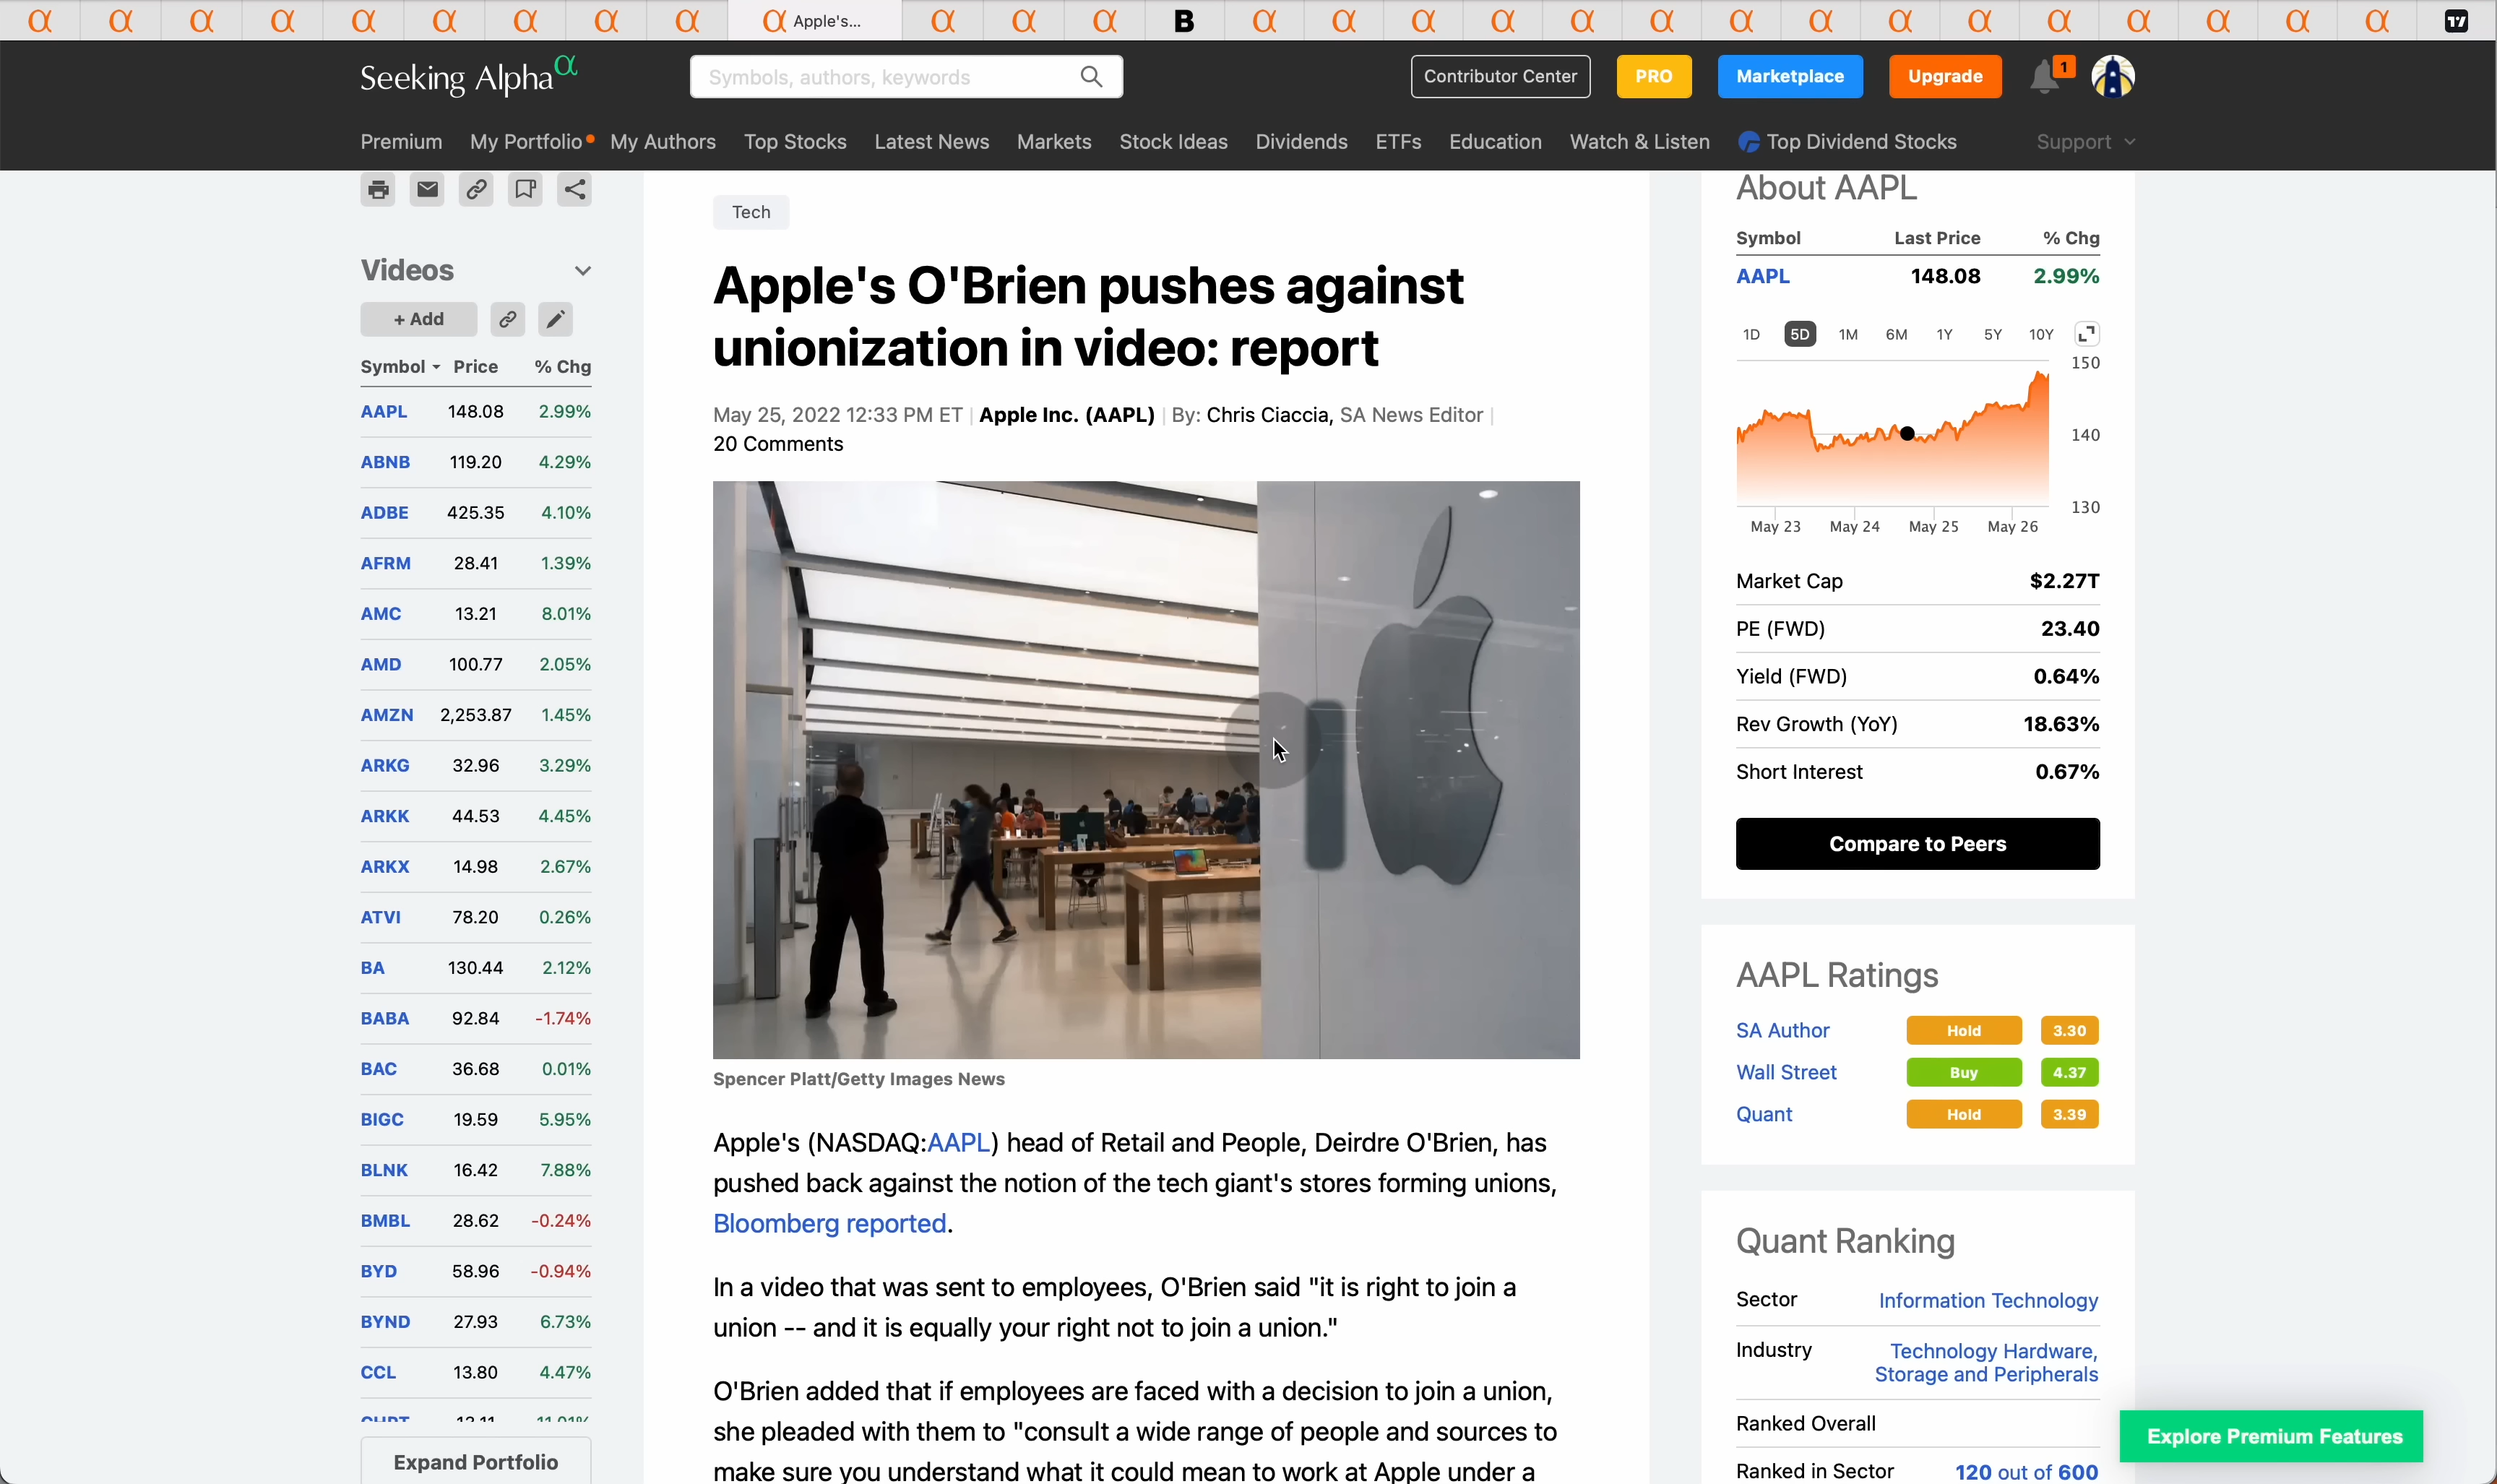 Apple's...
B
Seeking Alpha α
Symbols, authors, keywords
Contributor Center
PRO
Marketplace
Upgrade
1
Premium My Portfolio My Authors Top Stocks Latest News Markets Stock Ideas Dividends ETFs Education Watch & Listen Top Dividend Stocks Support
Videos
+ Add
Symbol Price % Chg
AAPL 148.08 2.99%
ABNB 119.20 4.29%
ADBE 425.35 4.10%
AFRM 28.41 1.39%
AMC 13.21 8.01%
AMD 100.77 2.05%
AMZN 2,253.87 1.45%
ARKG 32.96 3.29%
ARKK 44.53 4.45%
ARKX 14.98 2.67%
ATVI 78.20 0.26%
BA 130.44 2.12%
BABA 92.84 -1.74%
BAC 36.68 0.01%
BIGC 19.59 5.95%
BLNK 16.42 7.88%
BMBL 28.62 -0.24%
BYD 58.96 -0.94%
BYND 27.93 6.73%
CCL 13.80 4.47%
Expand Portfolio
Tech
Apple's O'Brien pushes against
unionization in video: report
May 25, 2022 12:33 PM ET | Apple Inc. (AAPL) | By: Chris Ciaccia, SA News Editor |
20 Comments
Spencer Platt/Getty Images News
Apple's (NASDAQ:AAPL) head of Retail and People, Deirdre O'Brien, has
pushed back against the notion of the tech giant's stores forming unions,
Bloomberg reported.
In a video that was sent to employees, O'Brien said "it is right to join a
union -- and it is equally your right not to join a union."
O'Brien added that if employees are faced with a decision to join a union,
she pleaded with them to "consult a wide range of people and sources to
make sure you understand what it could mean to work at Apple under a
About AAPL
Symbol Last Price % Chg
AAPL 148.08 2.99%
1D 5D 1M 6M 1Y 5Y 10Y
150
140
130
May 23 May 24 May 25 May 26
Market Cap $2.27T
PE (FWD) 23.40
Yield (FWD) 0.64%
Rev Growth (YoY) 18.63%
Short Interest 0.67%
Compare to Peers
AAPL Ratings
SA Author Hold 3.30
Wall Street Buy 4.37
Quant Hold 3.39
Quant Ranking
Sector Information Technology
Industry Technology Hardware,
Storage and Peripherals
Ranked Overall
Ranked in Sector 120 out of 600
Explore Premium Features